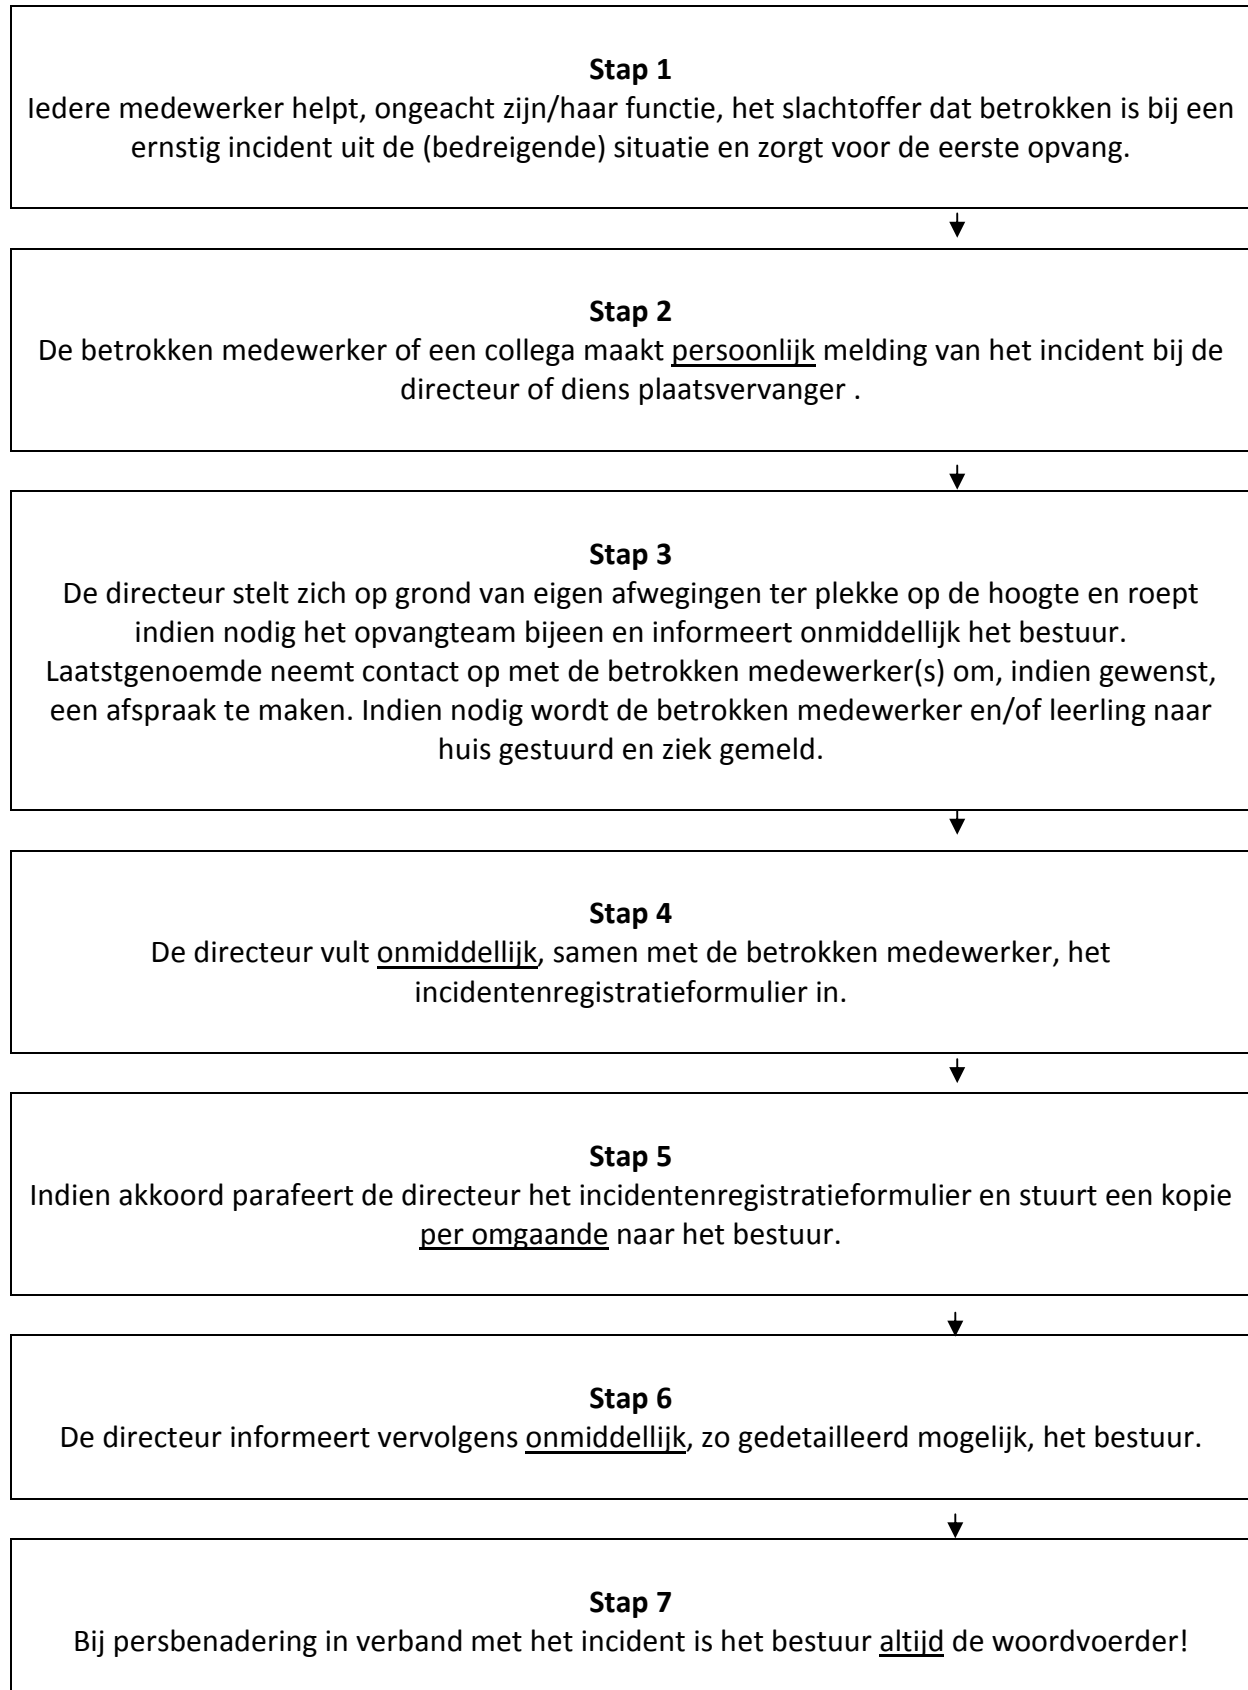 Stap 1
Iedere medewerker helpt, ongeacht zijn/haar functie, het slachtoffer dat betrokken is bij een
ernstig incident uit de (bedreigende) situatie en zorgt voor de eerste opvang.
Stap 2
De betrokken medewerker of een collega maakt persoonlijk melding van het incident bij de
directeur of diens plaatsvervanger .
Stap 3
De directeur stelt zich op grond van eigen afwegingen ter plekke op de hoogte en roept
indien nodig het opvangteam bijeen en informeert onmiddellijk het bestuur.
Laatstgenoemde neemt contact op met de betrokken medewerker(s) om, indien gewenst,
een afspraak te maken. Indien nodig wordt de betrokken medewerker en/of leerling naar
huis gestuurd en ziek gemeld.
Stap 4
De directeur vult onmiddellijk, samen met de betrokken medewerker, het
incidentenregistratieformulier in.
Stap 5
Indien akkoord parafeert de directeur het incidentenregistratieformulier en stuurt een kopie
per omgaande naar het bestuur.
Stap 6
De directeur informeert vervolgens onmiddellijk, zo gedetailleerd mogelijk, het bestuur.
Stap 7
Bij persbenadering in verband met het incident is het bestuur altijd de woordvoerder!